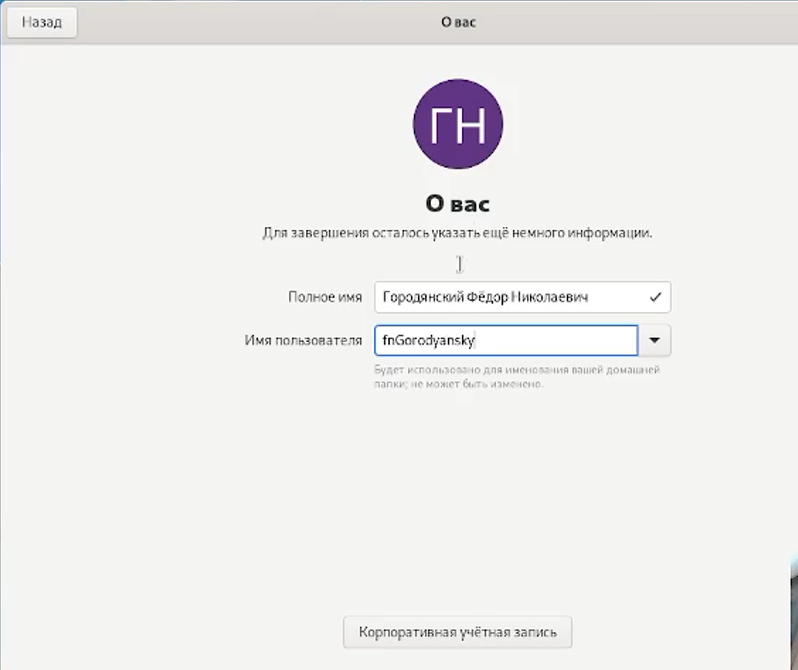 Назад
О вас
ГН
О вас
Для завершения осталось указать ещё немного информации.
Полное имя
Городянский Фёдор Николаевич
Имя пользователя
fnGorodyansky
Будет использовано для именования вашей домашней
папки; не может быть изменено.
Корпоративная учётная запись